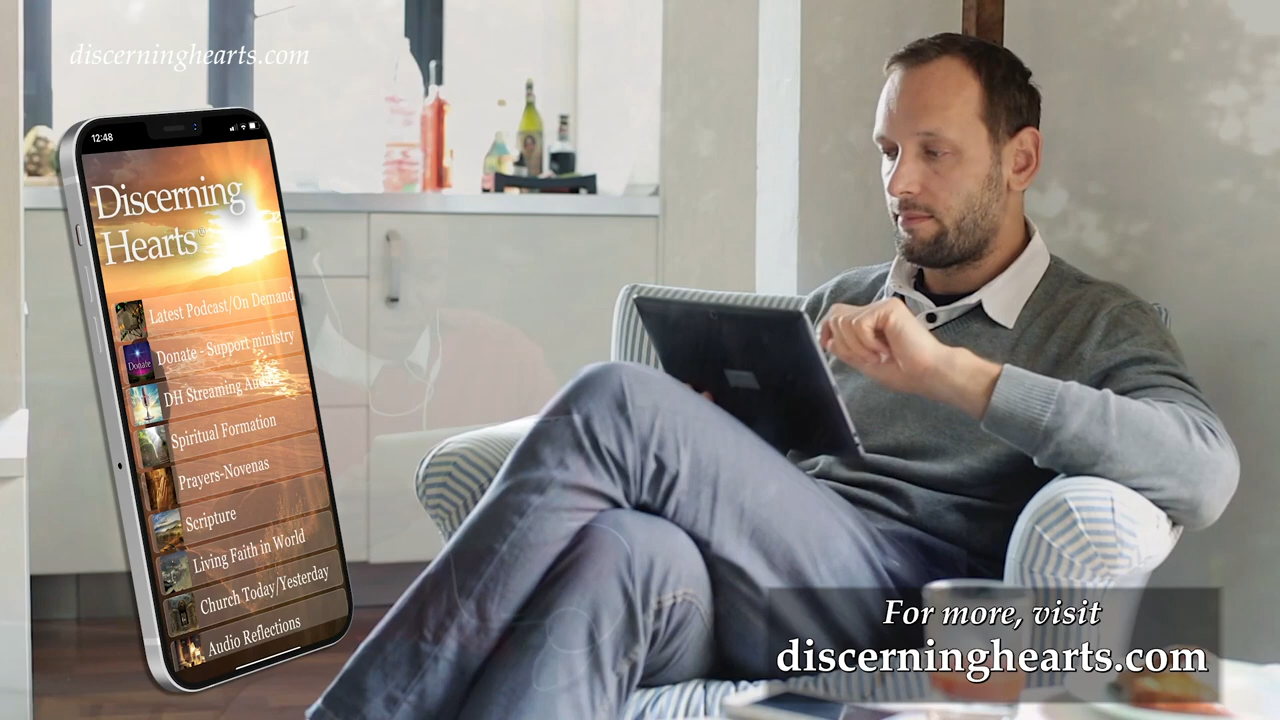 discerninghearts.com
12:48
Discerning
Hearts®
Latest Podcast/On Demand
Donate
Donate - Support ministry
DH Streaming Audio
Spiritual Formation
Prayers-Novenas
Scripture
Living Faith in World
Church Today/Yesterday
Audio Reflections
For more, visit
discerninghearts.com